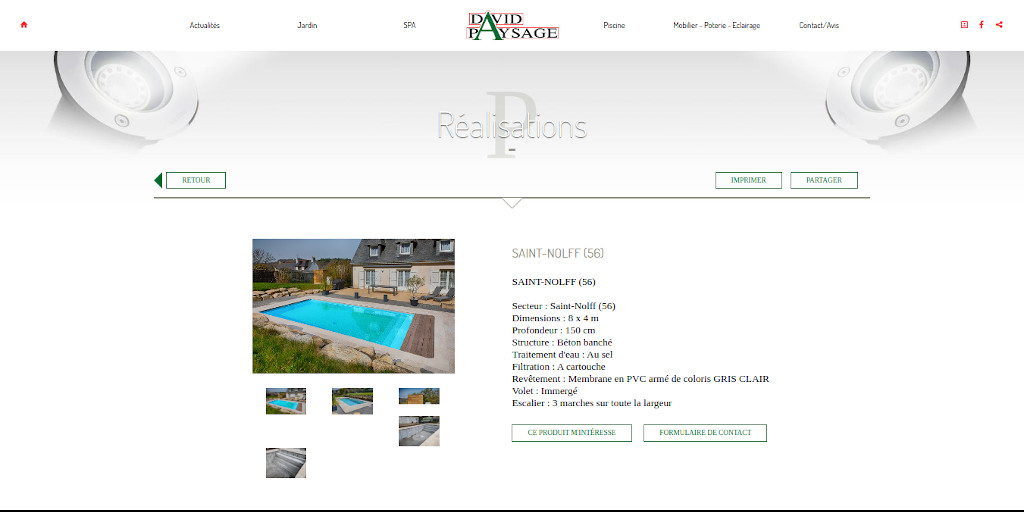 Actualités
Jardin
SPA
DAVID PAYSAGE
Piscine
Mobilier - Poterie - Eclairage
Contact/Avis
P
Réalisations
-
RETOUR
IMPRIMER
PARTAGER
SAINT-NOLFF (56)
SAINT-NOLFF (56)
Secteur : Saint-Nolff (56)
Dimensions : 8 x 4 m
Profondeur : 150 cm
Structure : Béton banché
Traitement d'eau : Au sel
Filtration : A cartouche
Revêtement : Membrane en PVC armé de coloris GRIS CLAIR
Volet : Immergé
Escalier : 3 marches sur toute la largeur
CE PRODUIT M'INTÉRESSE
FORMULAIRE DE CONTACT